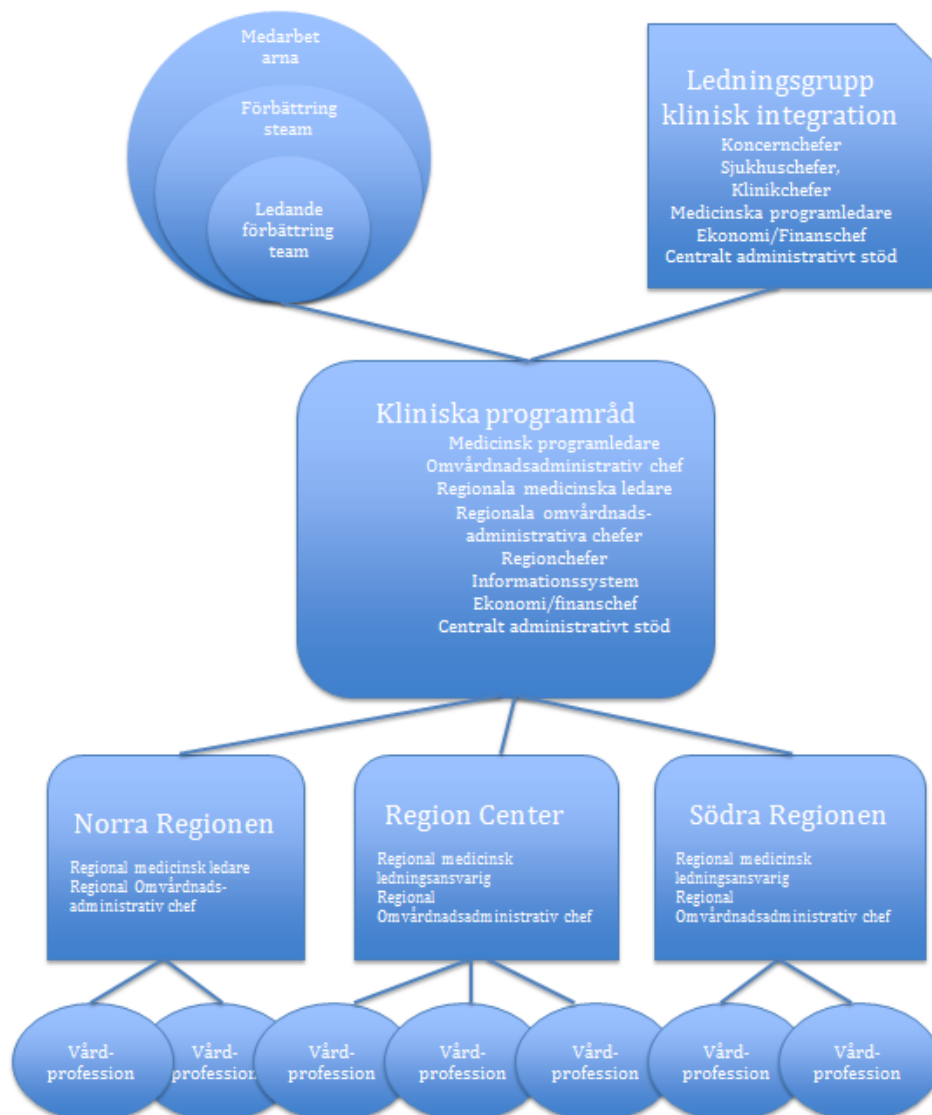 Medarbet
arna
Förbättring
steam
Ledande
förbättring
team
Ledningsgrupp
klinisk integration
Koncernchefer
Sjukhuschefer,
Klinikchefer
Medicinska programledare
Ekonomi/Finanschef
Centralt administrativt stöd
Kliniska programråd
Medicinsk programledare
Omvårdnadsadministrativ chef
Regionala medicinska ledare
Regionala omvårdnads-
administrativa chefer
Regionchefer
Informationssystem
Ekonomi/finanschef
Centralt administrativt stöd
Norra Regionen
Regional medicinsk ledare
Regional Omvårdnads-
administrativ chef
Region Center
Regional medicinsk
ledningsansvarig
Regional
Omvårdnadsadministrativ chef
Södra Regionen
Regional medicinsk
ledningsansvarig
Regional
Omvårdnadsadministrativ chef
Vård-
profession
Vård-
profession
Vård-
profession
Vård-
profession
Vård-
profession
Vård-
profession
Vård-
profession